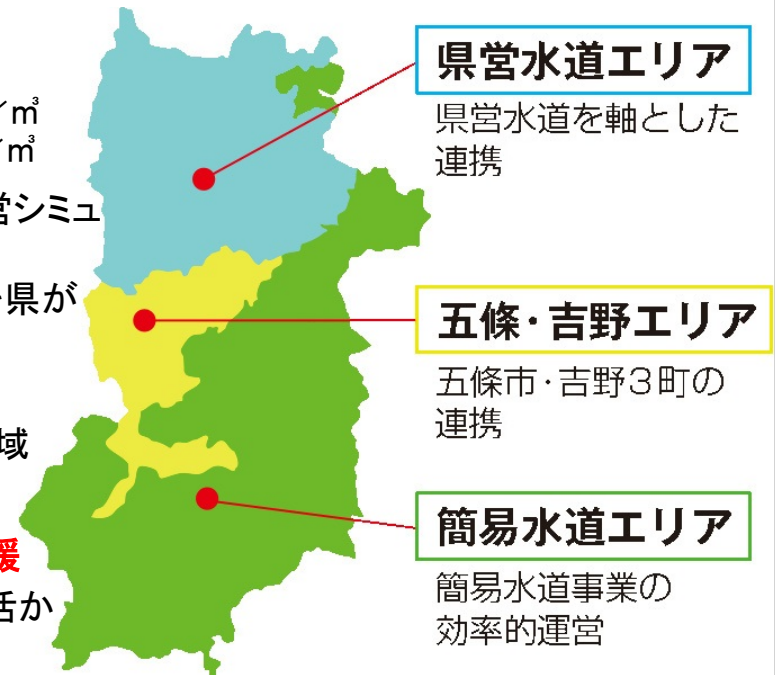 ／㎥
／㎥
営シミュ
県が
域
援
活か
県営水道エリア
県営水道を軸とした
連携
五條・吉野エリア
五條市・吉野３町の
連携
簡易水道エリア
簡易水道事業の
効率的運営